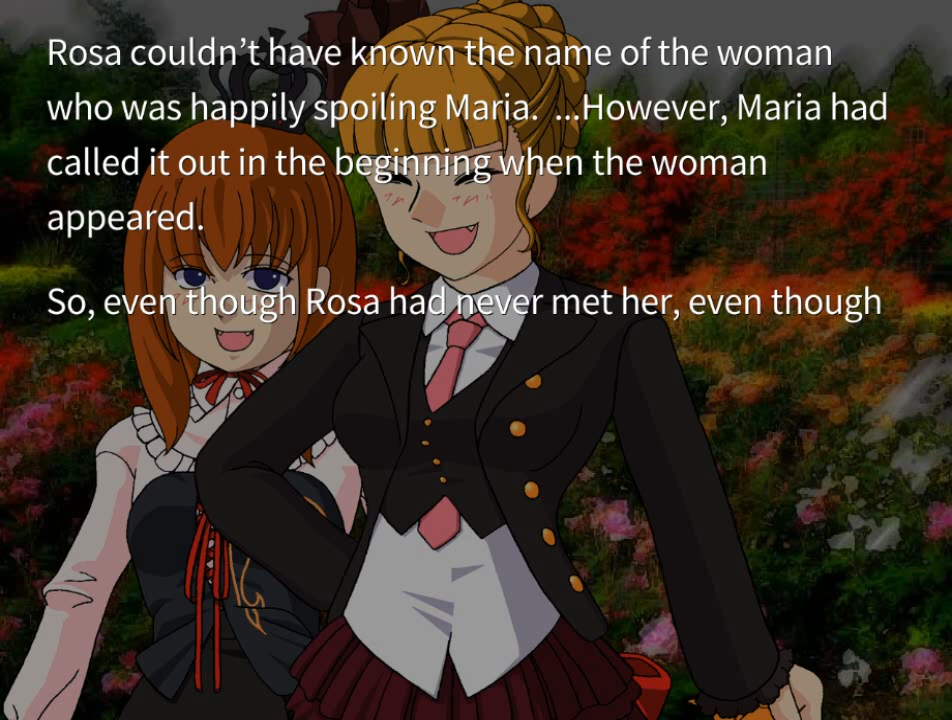 Rosa couldn’t have known the name of the woman
who was happily spoiling Maria.  ...However, Maria had
called it out in the beginning when the woman
appeared.
So, even though Rosa had never met her, even though